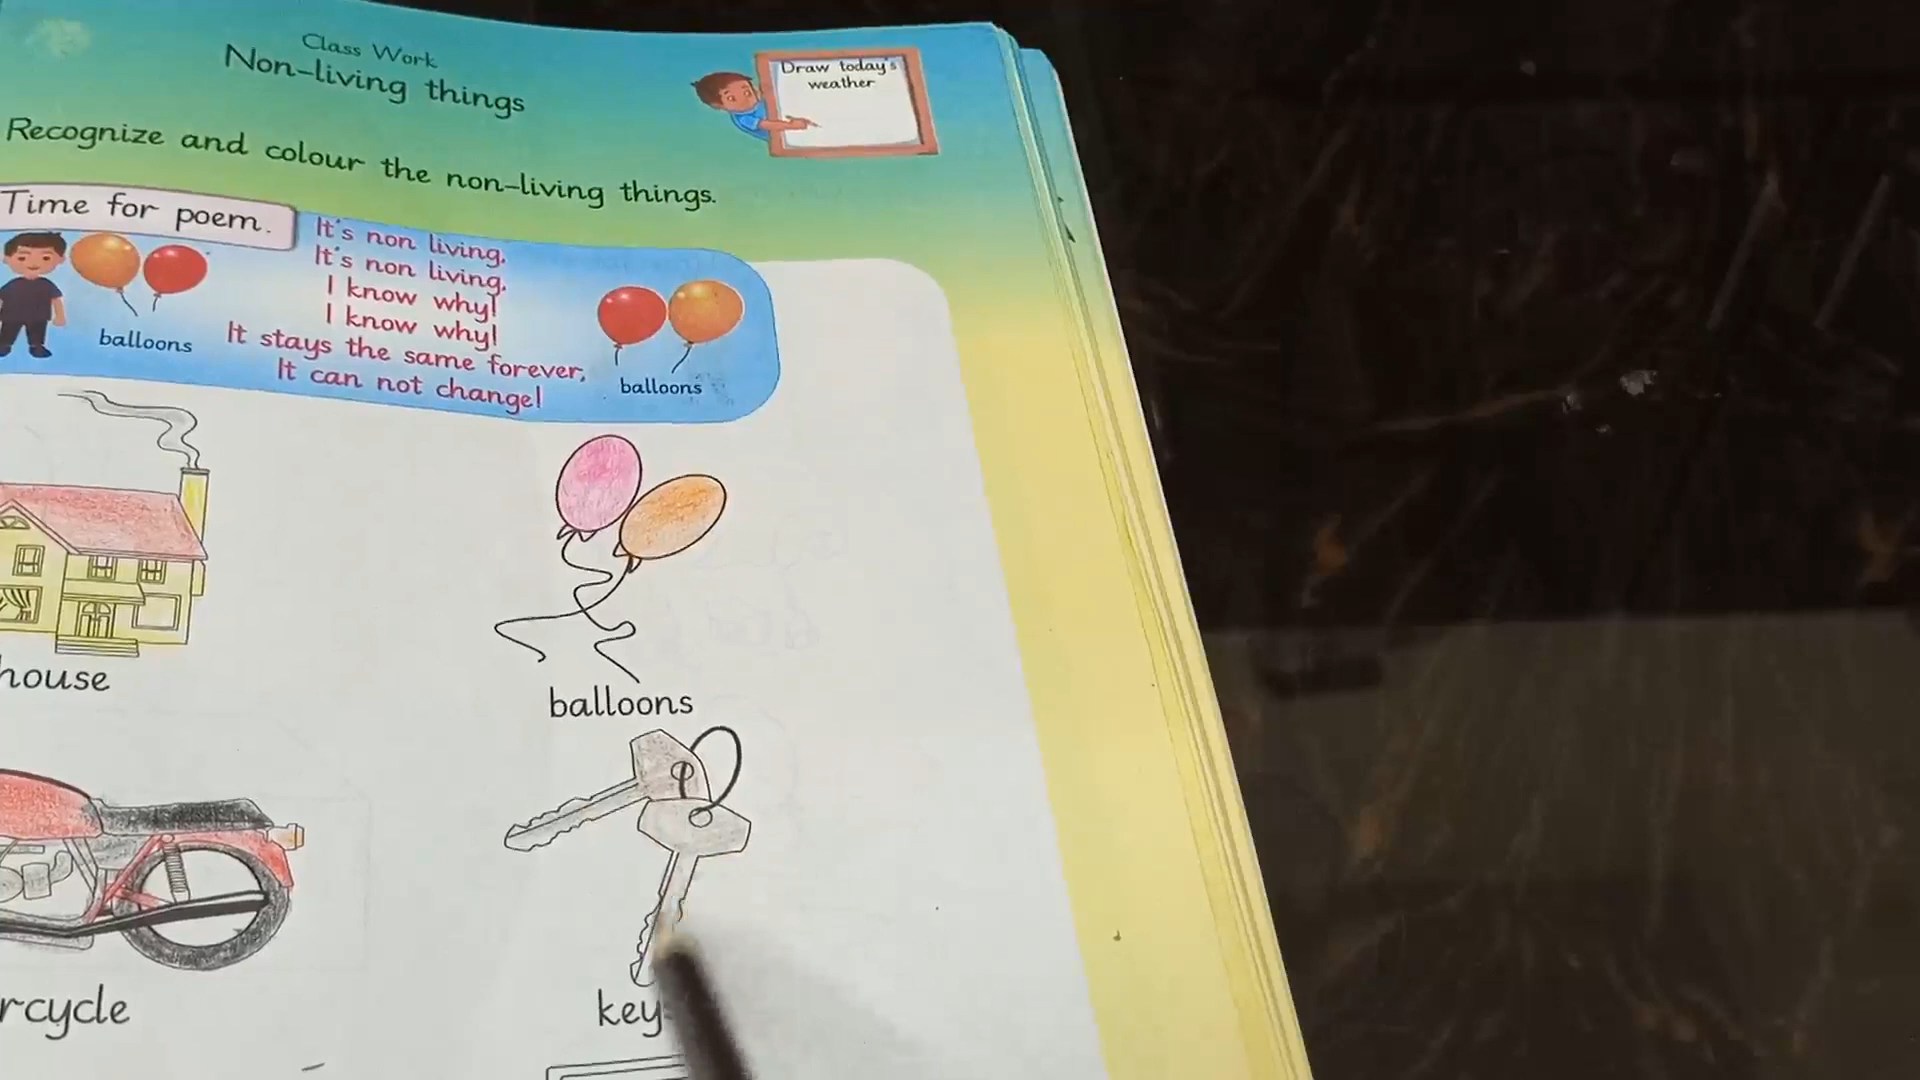 Class Work
Non-living things
Draw today's
weather
Recognize and colour the non-living things.
Time for poem.
It's non living,
It's non living,
I know why!
I know why!
It stays the same forever,
It can not change!
balloons
balloons
house
balloons
rcycle
key